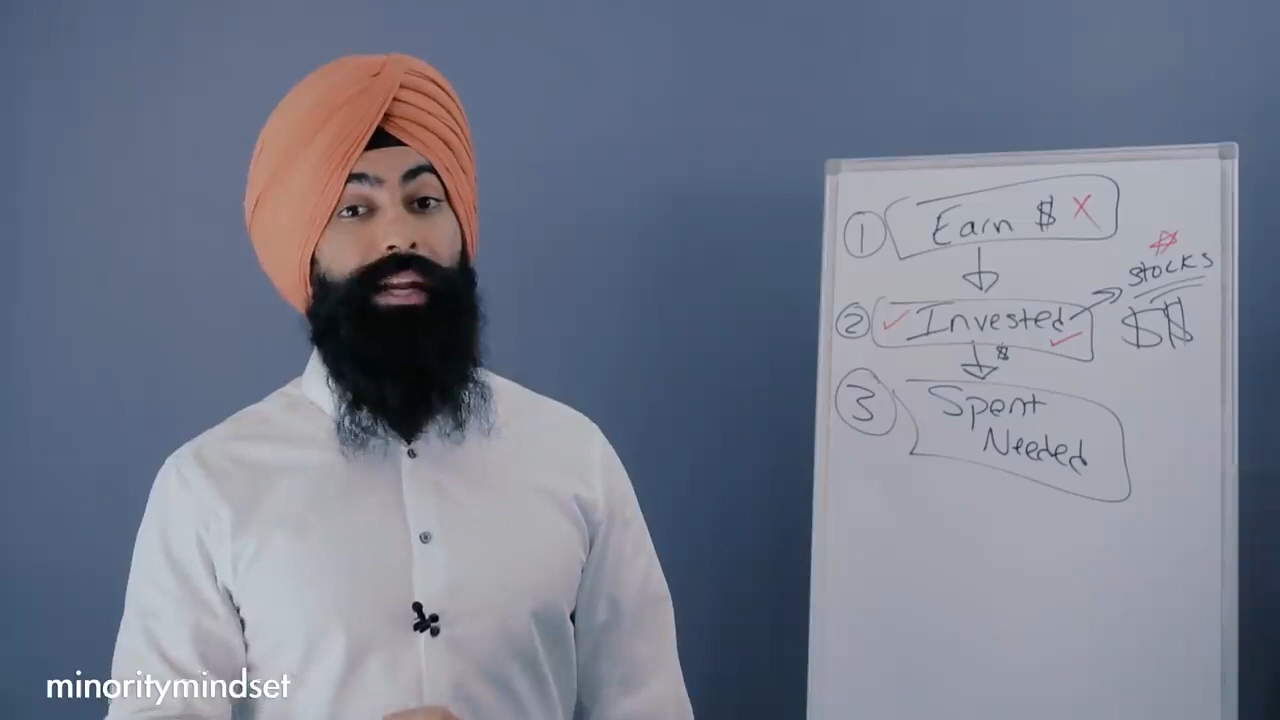 1 Earn $ X
stocks
2 Invested
$$
$
3 Spent
Needed
minoritymindset